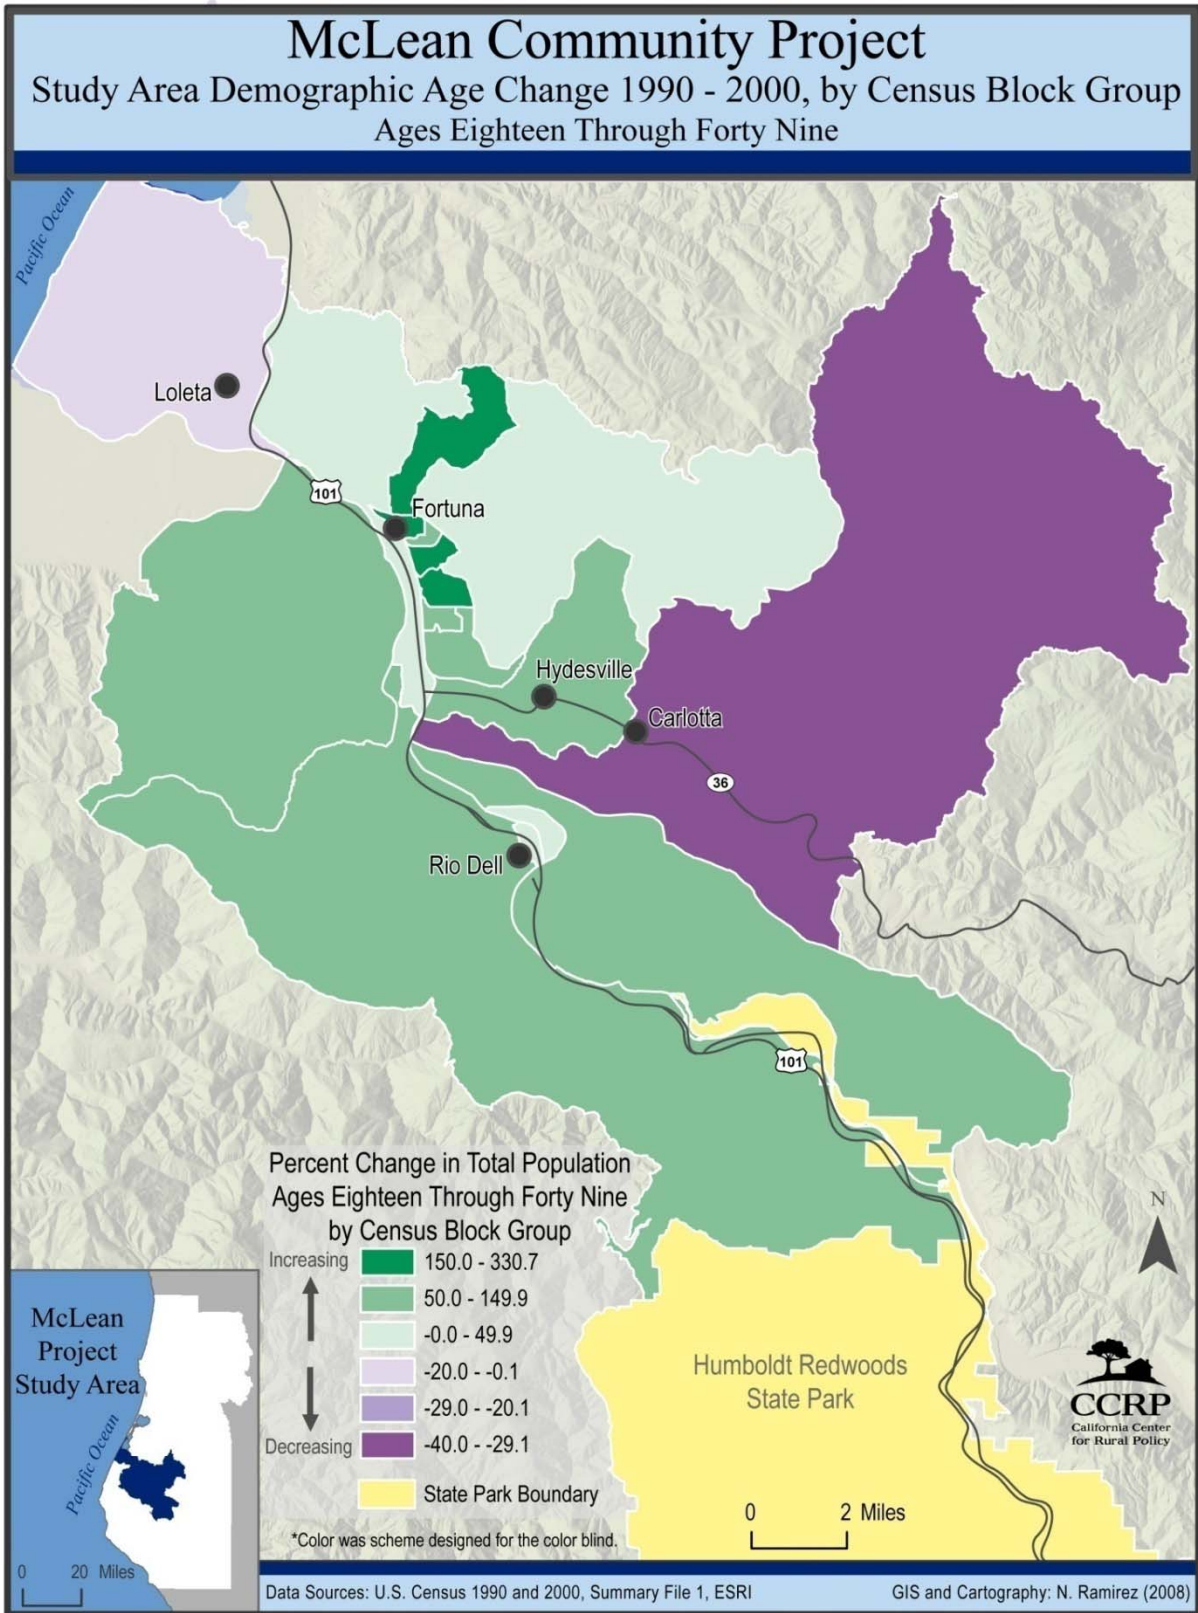 McLean Community Project
Study Area Demographic Age Change 1990 - 2000, by Census Block Group
Ages Eighteen Through Forty Nine
Pacific Ocean
Loleta
101
Fortuna
Hydesville
Carlotta
36
Rio Dell
101
Percent Change in Total Population
Ages Eighteen Through Forty Nine
by Census Block Group
Increasing
150.0 - 330.7
50.0 - 149.9
-0.0 - 49.9
-20.0 - -0.1
-29.0 - -20.1
Decreasing
-40.0 - -29.1
State Park Boundary
*Color was scheme designed for the color blind.
Humboldt Redwoods
State Park
0 2 Miles
N
CCRP
California Center
for Rural Policy
McLean
Project
Study Area
Pacific Ocean
0 20 Miles
Data Sources: U.S. Census 1990 and 2000, Summary File 1, ESRI
GIS and Cartography: N. Ramirez (2008)